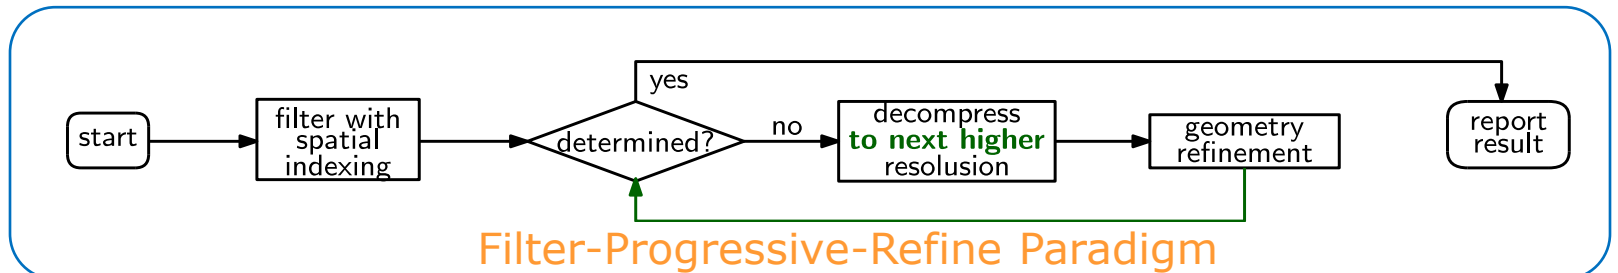 start
filter with
spatial
indexing
determined?
yes
no
decompress
to next higher
resolusion
geometry
refinement
report
result
Filter-Progressive-Refine Paradigm